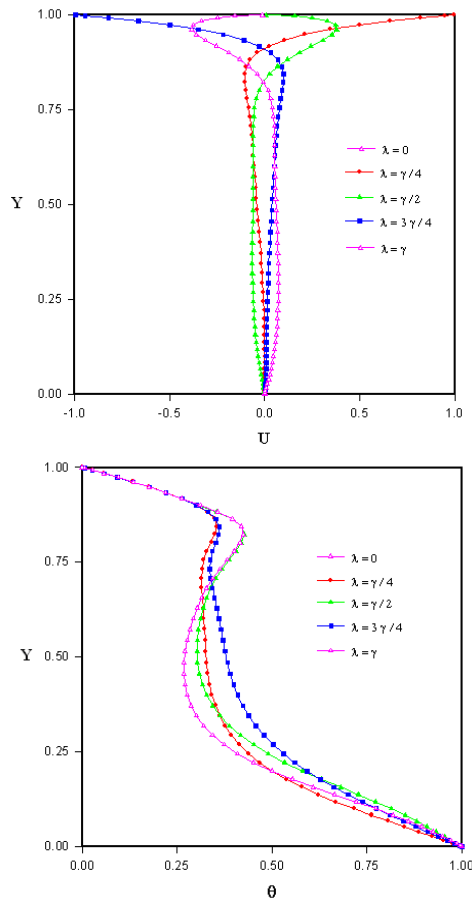 1.00
0.75
Y
0.50
0.25
0.00
-1.0 -0.5 0.0 0.5 1.0
U
λ = 0
λ = γ / 4
λ = γ / 2
λ = 3 γ / 4
λ = γ
1.00
0.75
Y
0.50
0.25
0.00
0.00 0.25 0.50 0.75 1.00
θ
λ = 0
λ = γ / 4
λ = γ / 2
λ = 3 γ / 4
λ = γ